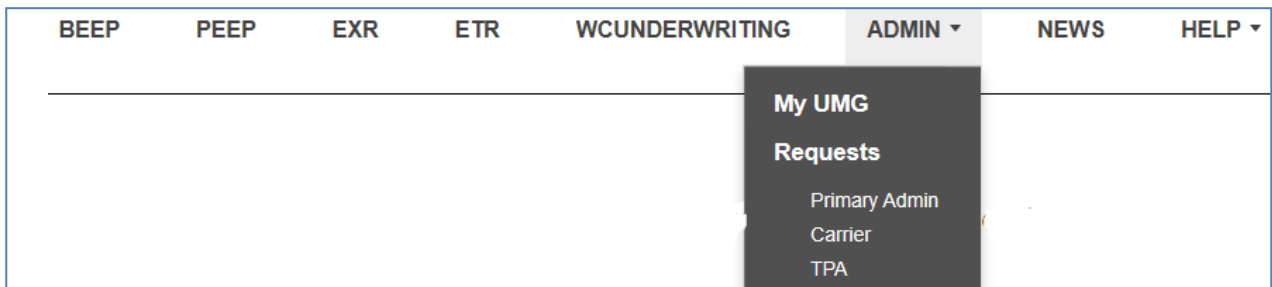 BEEP PEEP EXR ETR WCUNDERWRITING ADMIN NEWS HELP
My UMG
Requests
Primary Admin
Carrier
TPA